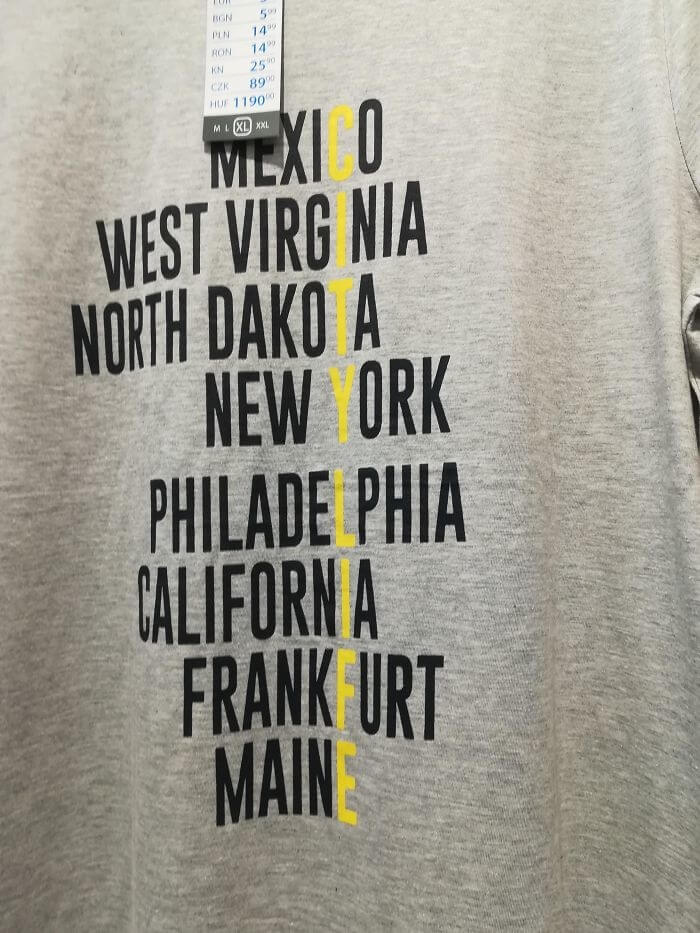 BGN 5⁹⁹
PLN 14⁹⁹
RON 14⁹⁹
KN 25⁹⁰
CZK 89⁰⁰
HUF 1190⁰⁰
M L XL XXL
MEXICO
WEST VIRGINIA
NORTH DAKOTA
NEW YORK
PHILADELPHIA
CALIFORNIA
FRANKFURT
MAINE